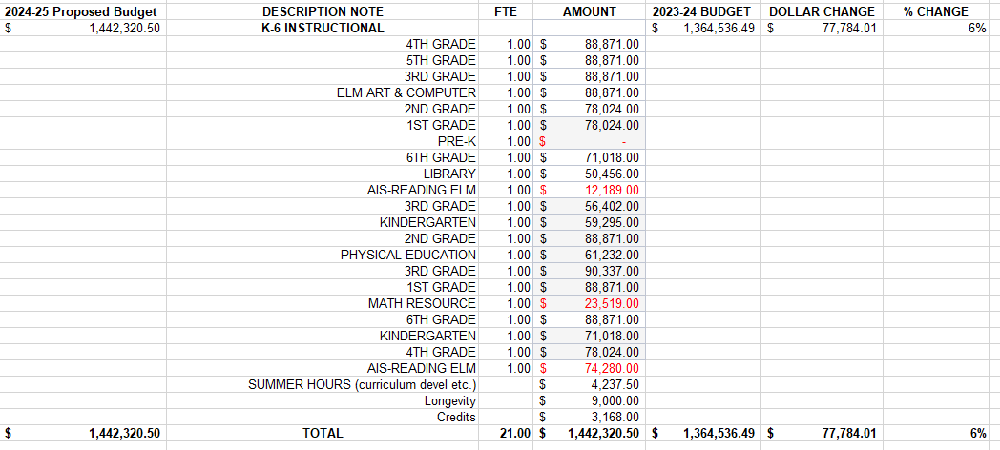 2024-25 Proposed Budget DESCRIPTION NOTE FTE AMOUNT 2023-24 BUDGET DOLLAR CHANGE % CHANGE
$ 1,442,320.50 K-6 INSTRUCTIONAL $ 1,364,536.49 $ 77,784.01 6%
4TH GRADE 1.00 $ 88,871.00
5TH GRADE 1.00 $ 88,871.00
3RD GRADE 1.00 $ 88,871.00
ELM ART & COMPUTER 1.00 $ 88,871.00
2ND GRADE 1.00 $ 78,024.00
1ST GRADE 1.00 $ 78,024.00
PRE-K 1.00 $ -
6TH GRADE 1.00 $ 71,018.00
LIBRARY 1.00 $ 50,456.00
AIS-READING ELM 1.00 $ 12,189.00
3RD GRADE 1.00 $ 56,402.00
KINDERGARTEN 1.00 $ 59,295.00
2ND GRADE 1.00 $ 88,871.00
PHYSICAL EDUCATION 1.00 $ 61,232.00
3RD GRADE 1.00 $ 90,337.00
1ST GRADE 1.00 $ 88,871.00
MATH RESOURCE 1.00 $ 23,519.00
6TH GRADE 1.00 $ 88,871.00
KINDERGARTEN 1.00 $ 71,018.00
4TH GRADE 1.00 $ 78,024.00
AIS-READING ELM 1.00 $ 74,280.00
SUMMER HOURS (curriculum devel etc.) $ 4,237.50
Longevity $ 9,000.00
Credits $ 3,168.00
$ 1,442,320.50 TOTAL 21.00 $ 1,442,320.50 $ 1,364,536.49 $ 77,784.01 6%